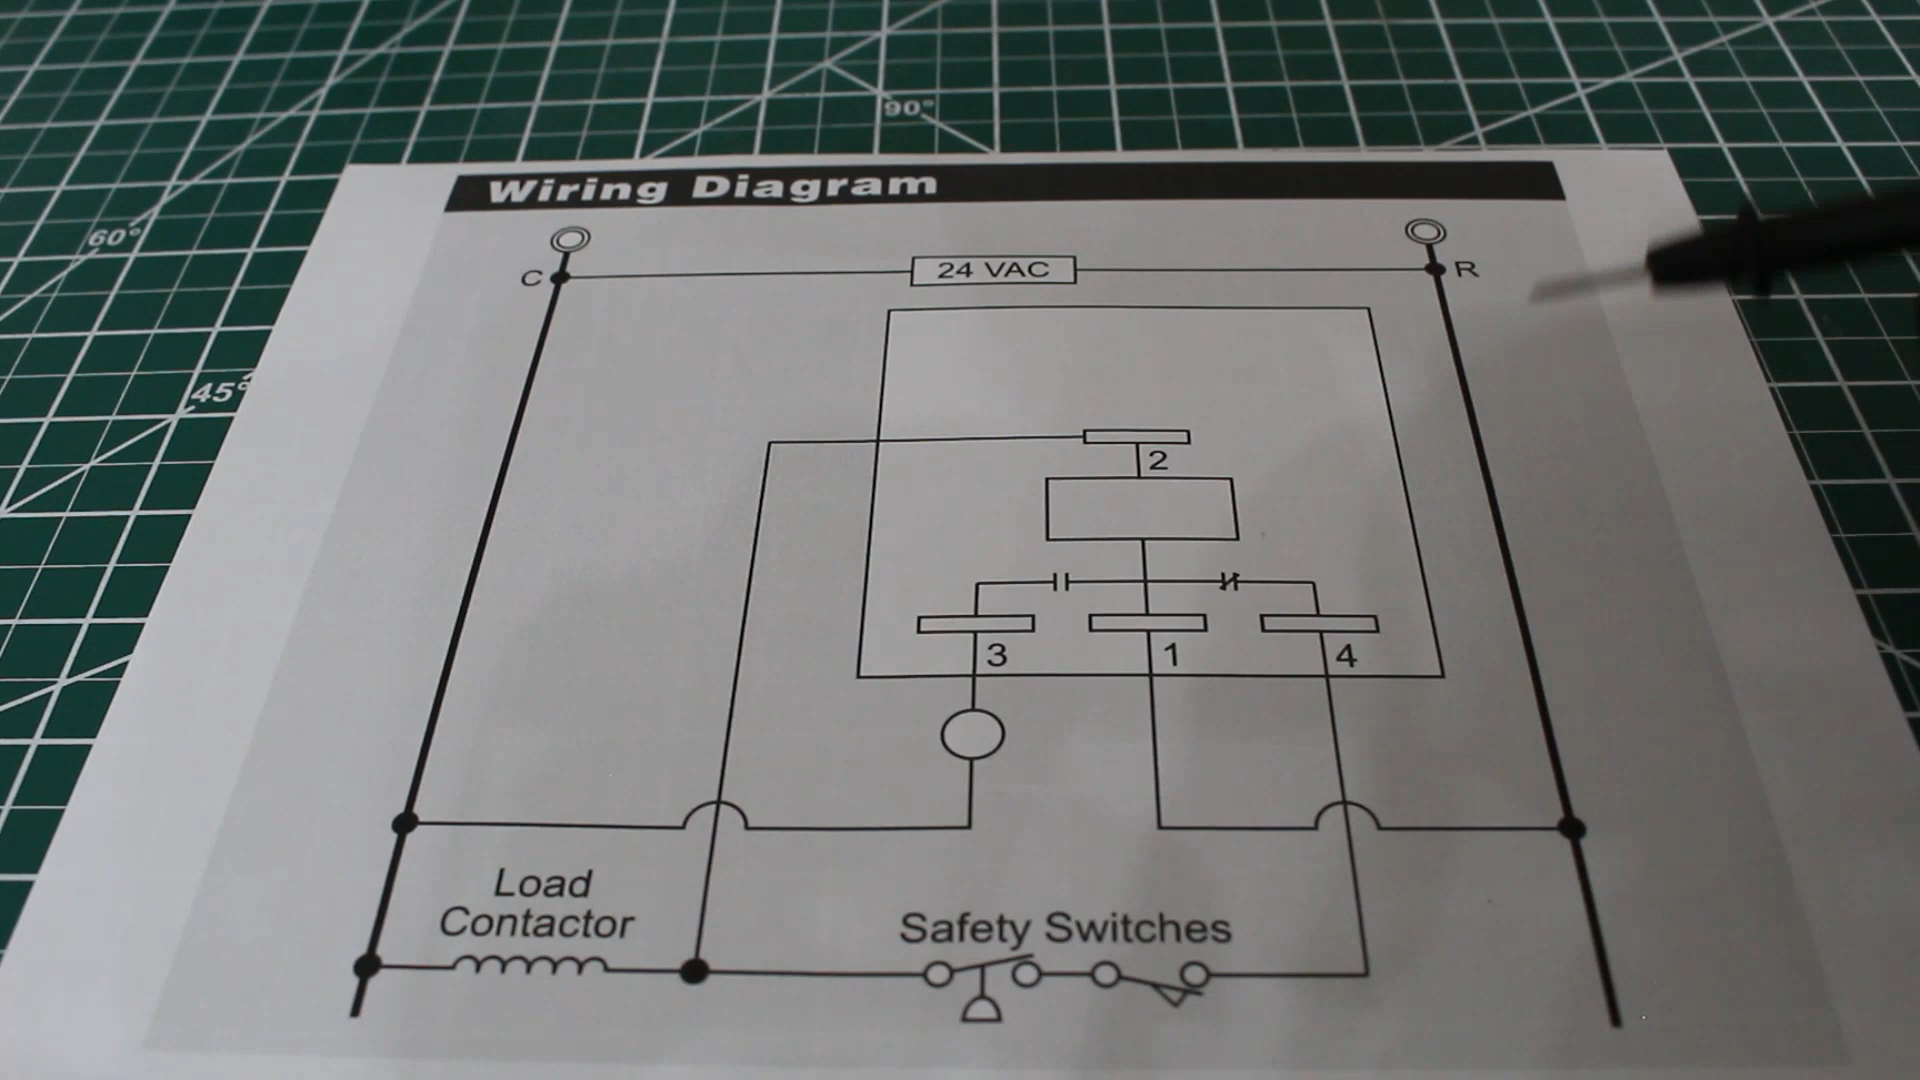 90°
60°
45°
Wiring Diagram
C
24 VAC
R
2
3
1
4
Load
Contactor
Safety Switches